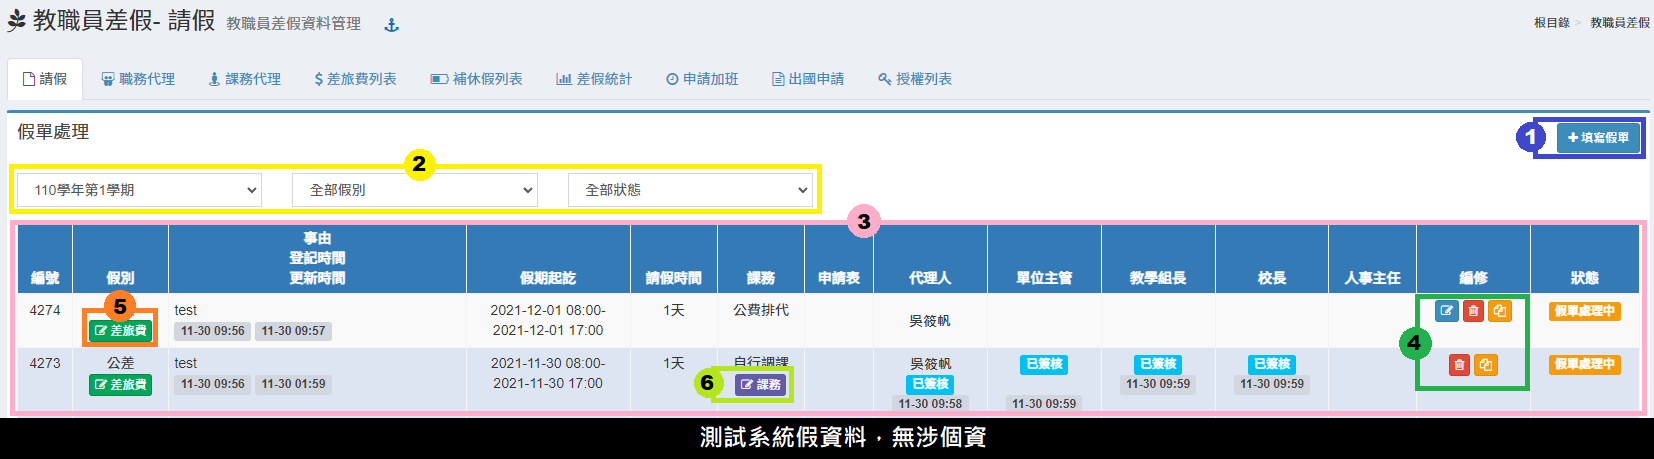 教職員差假- 請假 教職員差假資料管理
根目錄 > 教職員差假
請假 職務代理 課務代理 $ 差旅費列表 補休假列表 差假統計 申請加班 出國申請 授權列表
假單處理
1 + 填寫假單
2
110學年第1學期 全部假別 全部狀態
3
編號 假別 事由 登記時間 更新時間 假期起訖 請假時間 課務 申請表 代理人 單位主管 教學組長 校長 人事主任 編修 狀態
4274 5 差旅費 test 11-30 09:56 11-30 09:57 2021-12-01 08:00- 2021-12-01 17:00 1天 公費排代 吳筱帆 假單處理中
4
4273 公差 差旅費 test 11-30 09:56 11-30 01:59 2021-11-30 08:00- 2021-11-30 17:00 1天 自行調課 6 課務 吳筱帆 已簽核 11-30 09:58 已簽核 11-30 09:59 已簽核 11-30 09:59 已簽核 11-30 09:59 假單處理中
測試系統假資料，無涉個資